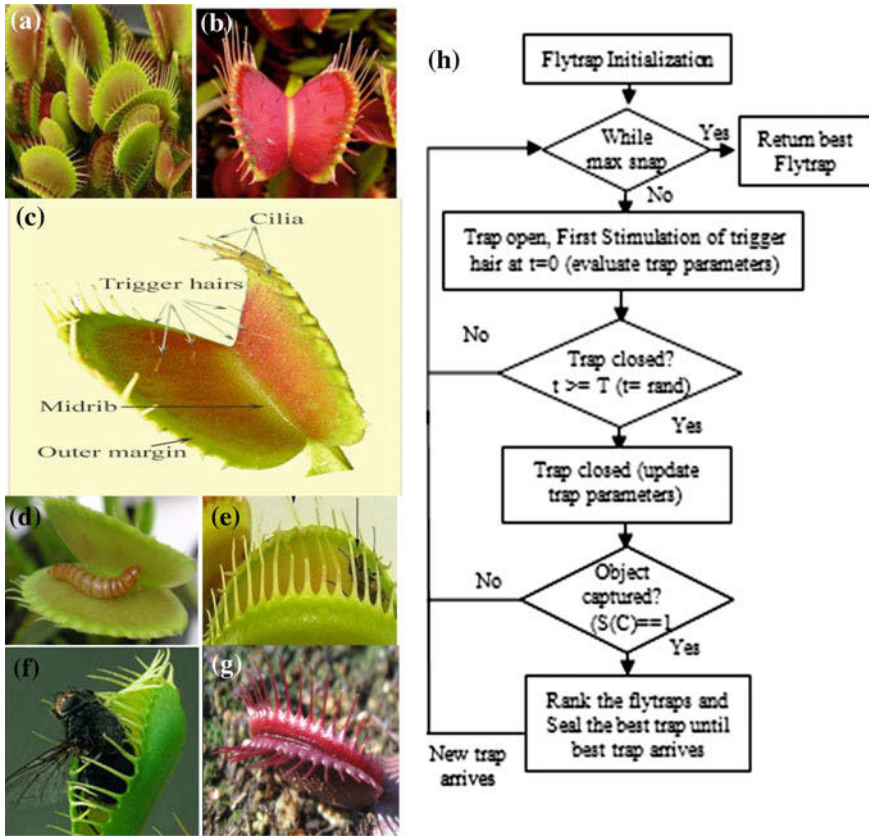 (a)
(b)
(c)
Cilia
Trigger hairs
Midrib
Outer margin
(d)
(e)
(f)
(g)
(h)
Flytrap Initialization
While
max snap
Yes
Return best
Flytrap
No
Trap open, First Stimulation of trigger
hair at t=0 (evaluate trap parameters)
No
Trap closed?
t >= T (t= rand)
Yes
Trap closed (update
trap parameters)
No
Object
captured?
(S(C)==1
Yes
Rank the flytraps and
Seal the best trap until
best trap arrives
New trap
arrives